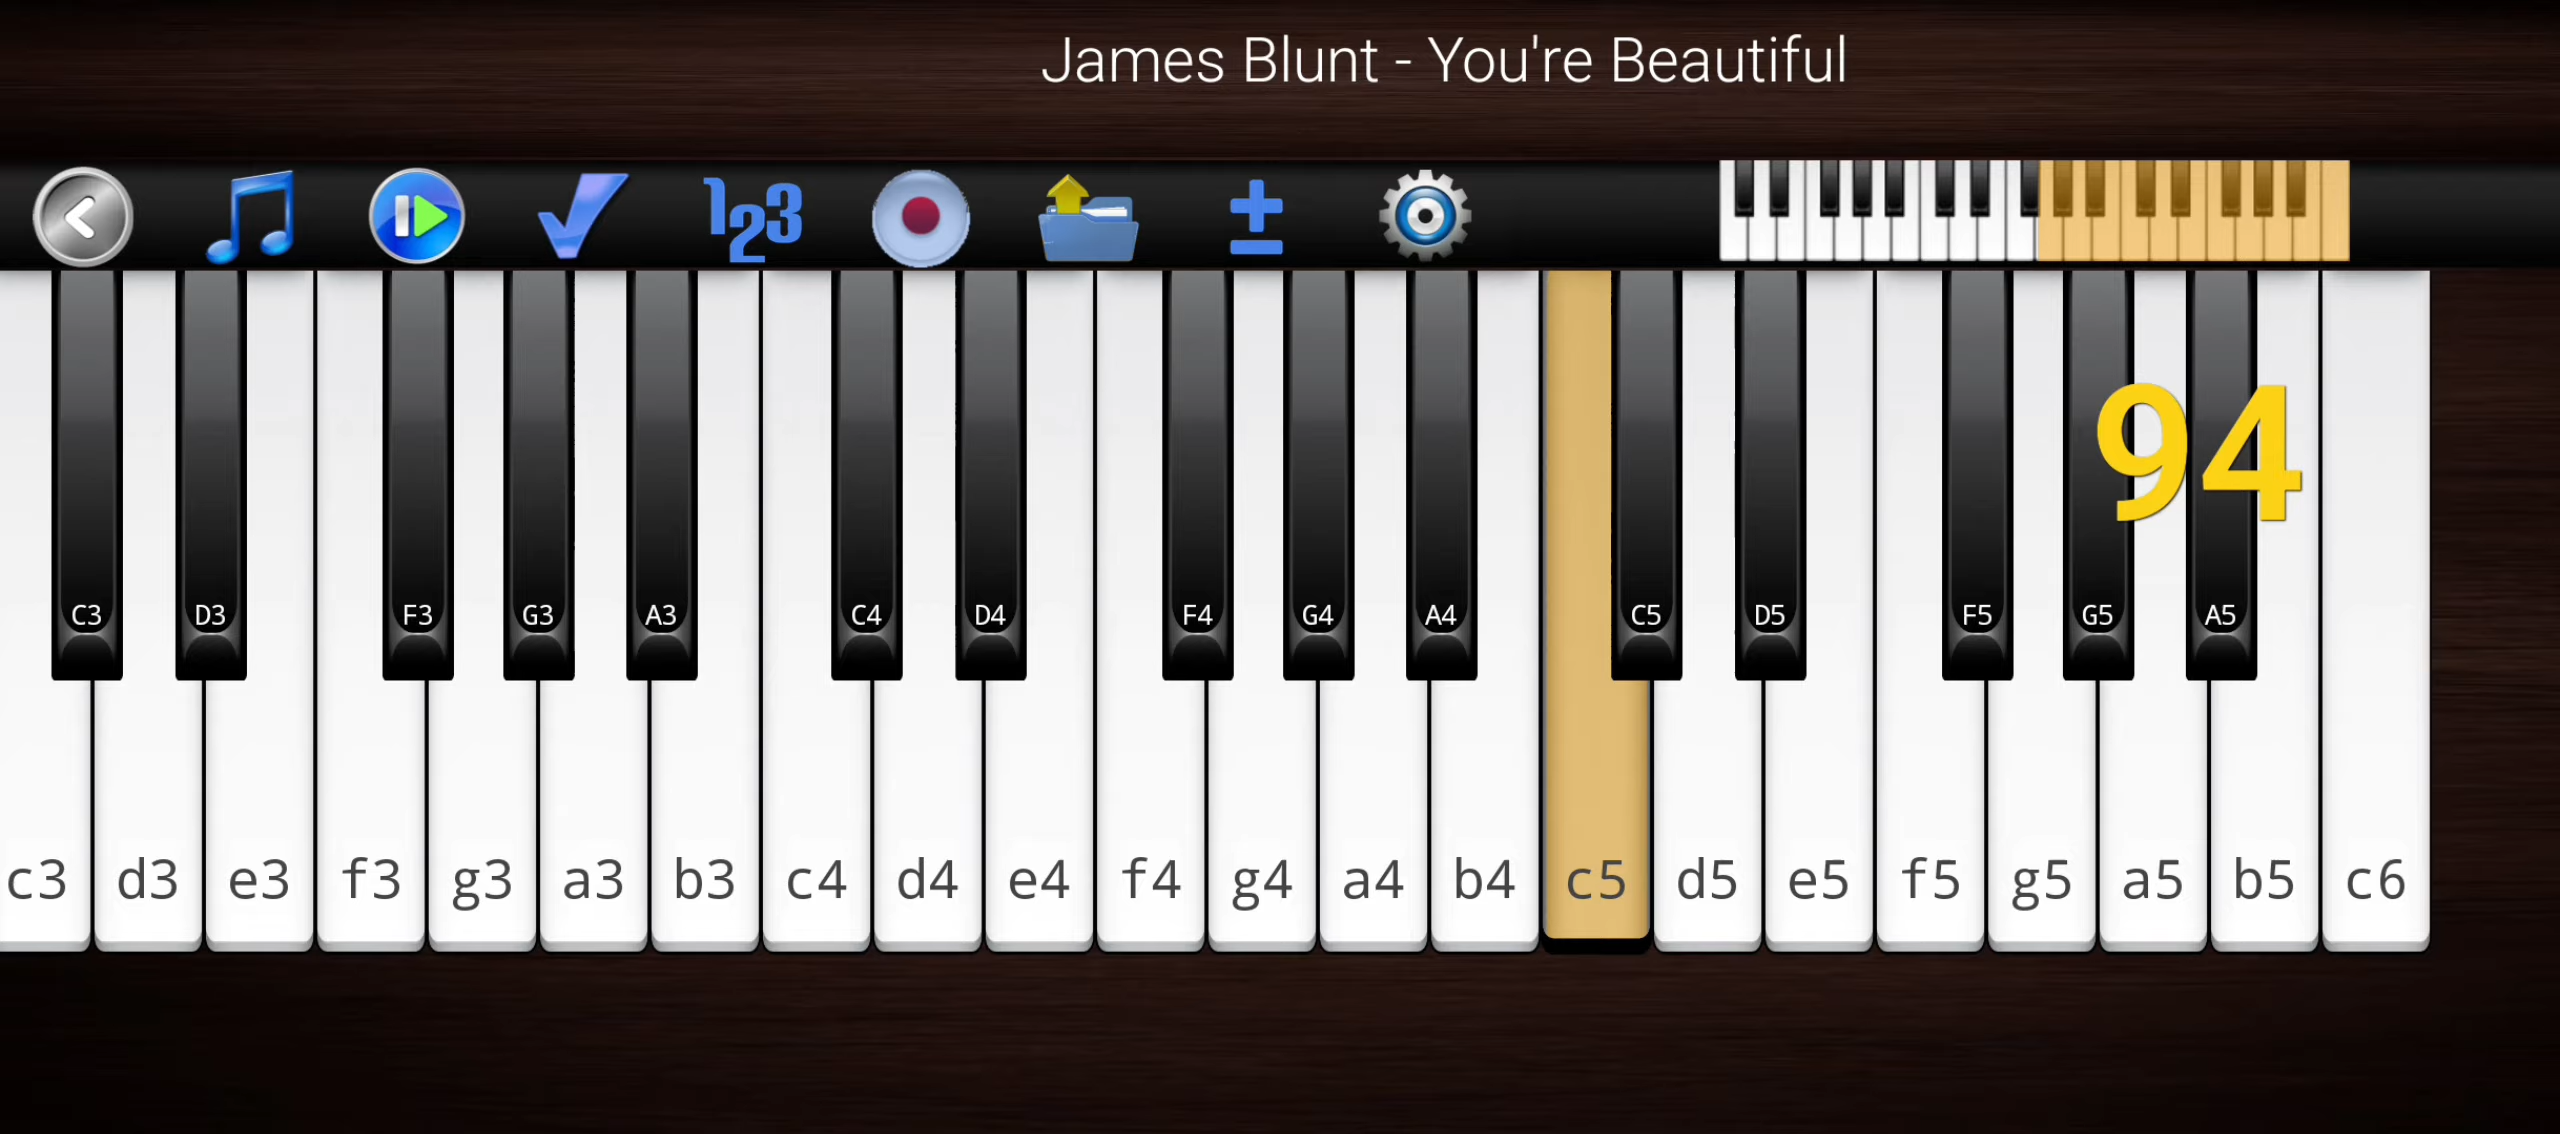 James Blunt - You're Beautiful
123
94
C3 D3 F3 G3 A3 C4 D4 F4 G4 A4 C5 D5 F5 G5 A5
c3 d3 e3 f3 g3 a3 b3 c4 d4 e4 f4 g4 a4 b4 c5 d5 e5 f5 g5 a5 b5 c6